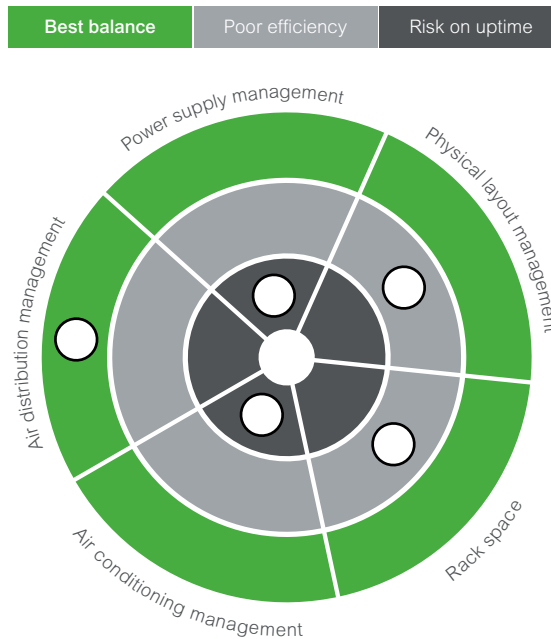 Best balance
Poor efficiency
Risk on uptime
Power supply management
Physical layout management
Air distribution management
Rack space
Air conditioning management